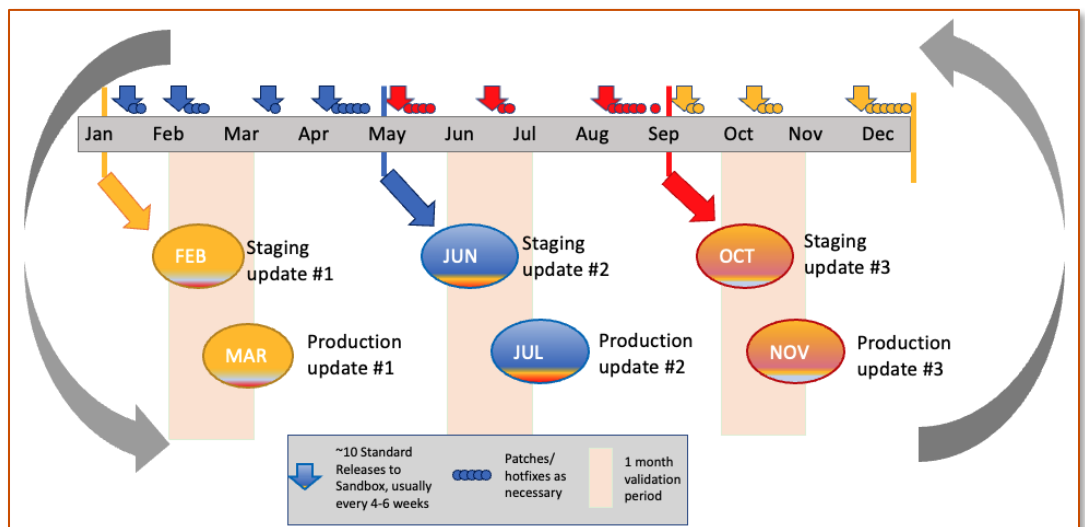 Jan Feb Mar Apr May Jun Jul Aug Sep Oct Nov Dec
FEB
Staging
update #1
JUN
Staging
update #2
OCT
Staging
update #3
MAR
Production
update #1
JUL
Production
update #2
NOV
Production
update #3
~10 Standard
Releases to
Sandbox, usually
every 4-6 weeks
Patches/
hotfixes as
necessary
1 month
validation
period